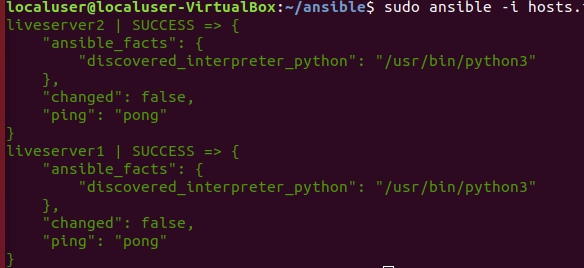 localuser@localuser-VirtualBox:~/ansible$ sudo ansible -i hosts.
liveserver2 | SUCCESS => {
    "ansible_facts": {
        "discovered_interpreter_python": "/usr/bin/python3"
    },
    "changed": false,
    "ping": "pong"
}
liveserver1 | SUCCESS => {
    "ansible_facts": {
        "discovered_interpreter_python": "/usr/bin/python3"
    },
    "changed": false,
    "ping": "pong"
}